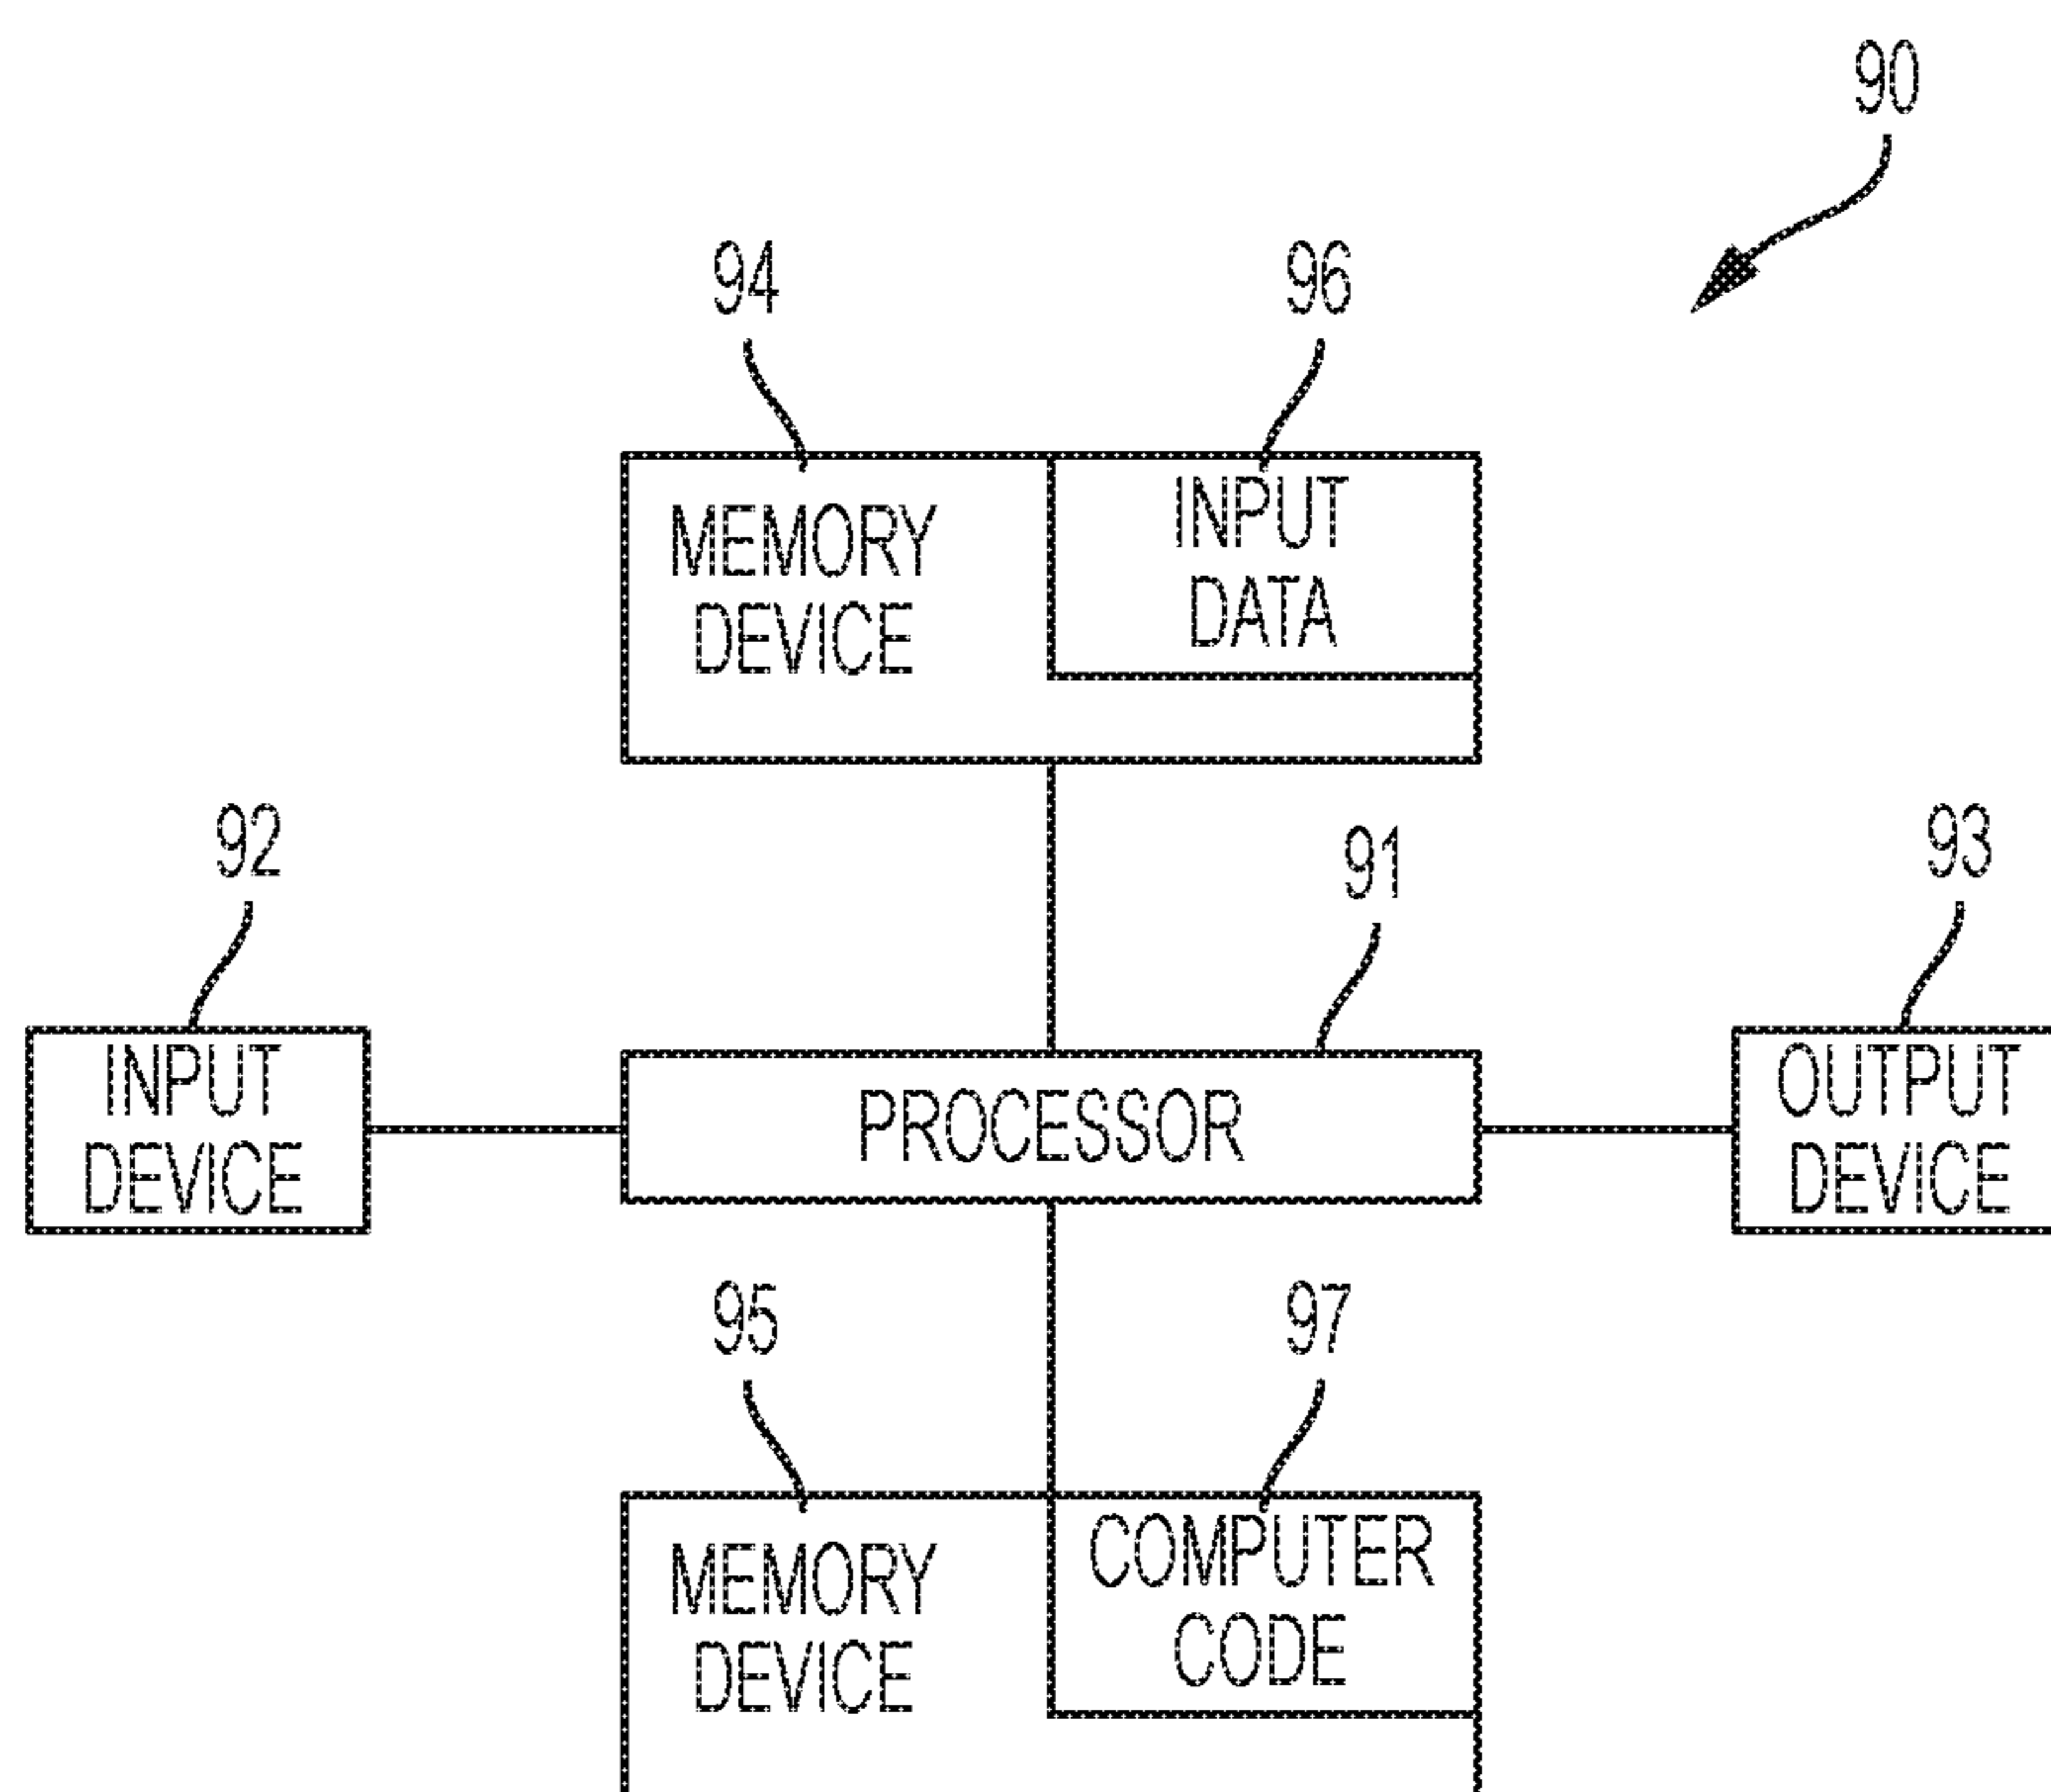 90
94
96
MEMORY
DEVICE
INPUT
DATA
92
91
93
INPUT
DEVICE
PROCESSOR
OUTPUT
DEVICE
95
97
MEMORY
DEVICE
COMPUTER
CODE